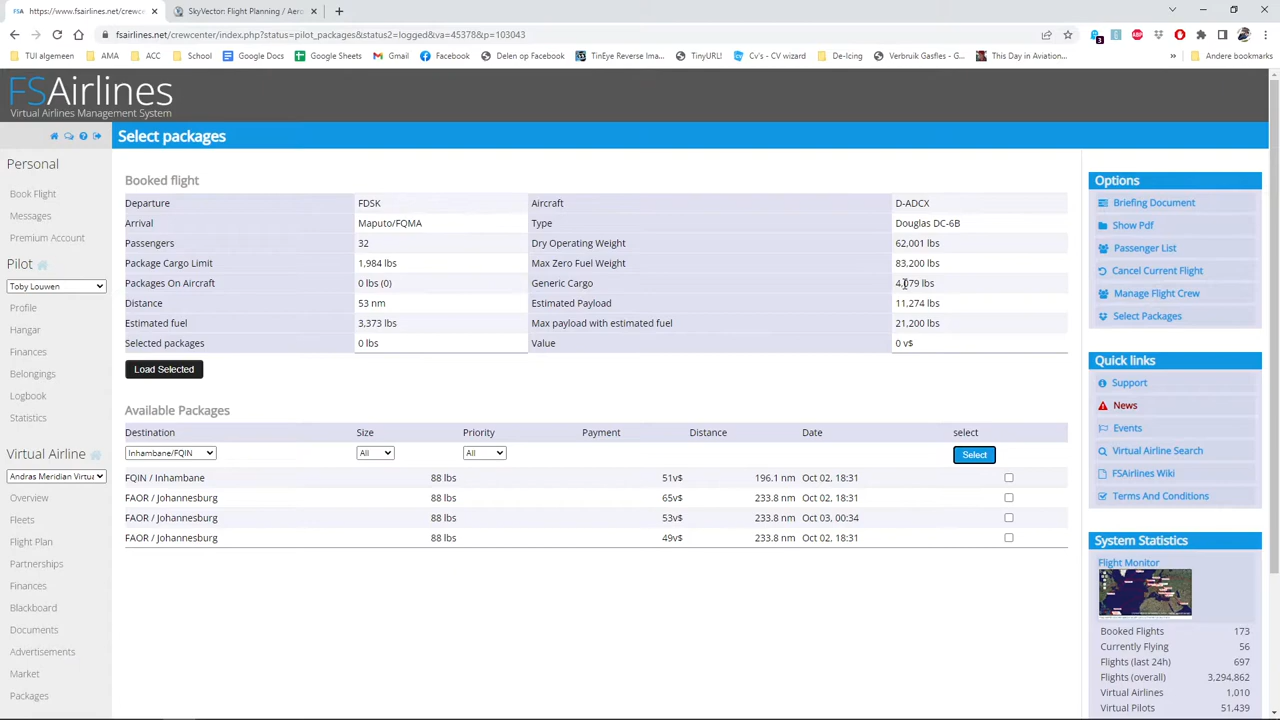 https://www.fsairlines.net/crewc
SkyVector: Flight Planning / Aero
fsairlines.net/crewcenter/index.php?status=pilot_packages&status2=logged&va=45378&p=103043
TUI algemeen AMA School Google Docs Google Sheets Gmail Facebook Delen op Facebook TinEye Reverse Ima... TinyURL! Cv's - CV wizard De-Icing Verbruik Gasfles - G... This Day in Aviation... » Andere bookmarks
FSAirlines
Virtual Airlines Management System
Select packages
Personal
Book Flight
Messages
Premium Account
Pilot
Toby Louwen
Profile
Hangar
Finances
Belongings
Logbook
Statistics
Virtual Airline
Andras Meridian Virtua
Overview
Fleets
Flight Plan
Partnerships
Finances
Blackboard
Documents
Advertisements
Market
Packages
Booked flight
Departure FDSK Aircraft D-ADCX
Arrival Maputo/FQMA Type Douglas DC-6B
Passengers 32 Dry Operating Weight 62,001 lbs
Package Cargo Limit 1,984 lbs Max Zero Fuel Weight 83,200 lbs
Packages On Aircraft 0 lbs (0) Generic Cargo 4,079 lbs
Distance 53 nm Estimated Payload 11,274 lbs
Estimated fuel 3,373 lbs Max payload with estimated fuel 21,200 lbs
Selected packages 0 lbs Value 0 v$
Load Selected
Available Packages
Destination Size Priority Payment Distance Date select
Inhambane/FQIN All All Select
FQIN / Inhambane 88 lbs 51v$ 196.1 nm Oct 02, 18:31
FAOR / Johannesburg 88 lbs 65v$ 233.8 nm Oct 02, 18:31
FAOR / Johannesburg 88 lbs 53v$ 233.8 nm Oct 03, 00:34
FAOR / Johannesburg 88 lbs 49v$ 233.8 nm Oct 02, 18:31
Options
Briefing Document
Show Pdf
Passenger List
Cancel Current Flight
Manage Flight Crew
Select Packages
Quick links
Support
News
Events
Virtual Airline Search
FSAirlines Wiki
Terms And Conditions
System Statistics
Flight Monitor
Booked Flights 173
Currently Flying 56
Flights (last 24h) 697
Flights (overall) 3.294,862
Virtual Airlines 1,010
Virtual Pilots 51,439